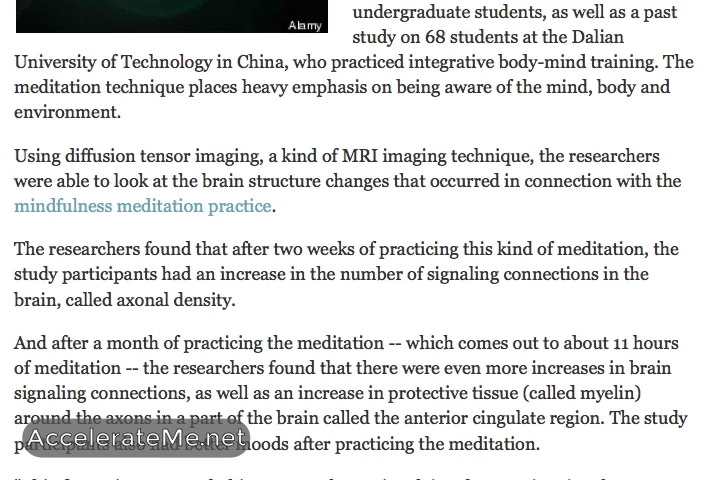 Alamy
undergraduate students, as well as a past
study on 68 students at the Dalian
University of Technology in China, who practiced integrative body-mind training. The
meditation technique places heavy emphasis on being aware of the mind, body and
environment.
Using diffusion tensor imaging, a kind of MRI imaging technique, the researchers
were able to look at the brain structure changes that occurred in connection with the
mindfulness meditation practice.
The researchers found that after two weeks of practicing this kind of meditation, the
study participants had an increase in the number of signaling connections in the
brain, called axonal density.
And after a month of practicing the meditation -- which comes out to about 11 hours
of meditation -- the researchers found that there were even more increases in brain
signaling connections, as well as an increase in protective tissue (called myelin)
around the axons in a part of the brain called the anterior cingulate region. The study
participants also had better moods after practicing the meditation.
AccelerateMe.net